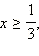 x ≥ 1/3,